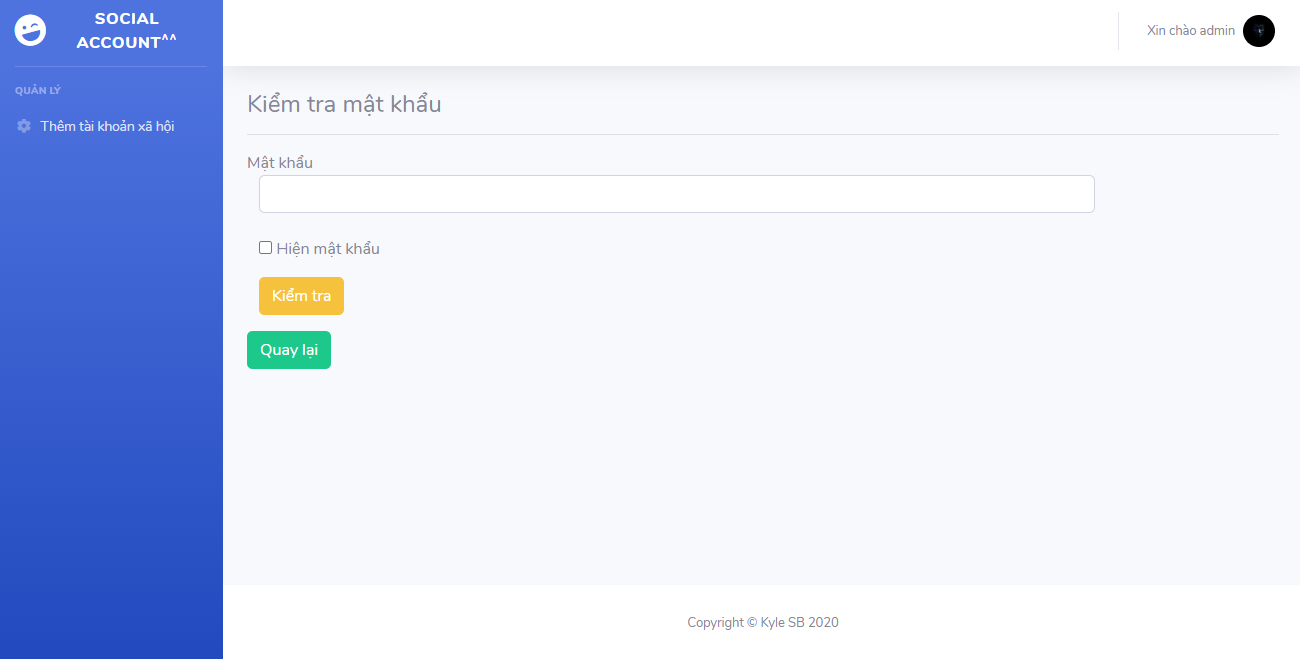 SOCIAL
ACCOUNT^^
QUẢN LÝ
Thêm tài khoản xã hội
Xin chào admin
Kiểm tra mật khẩu
Mật khẩu
Hiện mật khẩu
Kiểm tra
Quay lại
Copyright © Kyle SB 2020